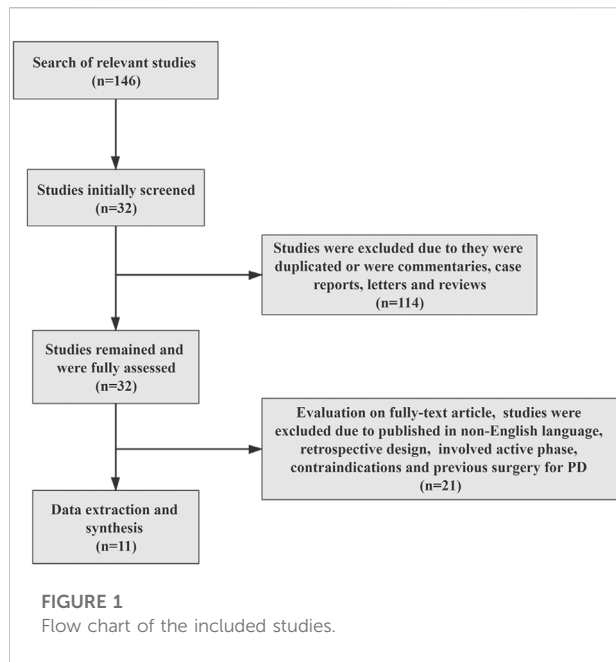 Search of relevant studies
(n=146)
Studies initially screened
(n=32)
Studies were excluded due to they were
duplicated or were commentaries, case
reports, letters and reviews
(n=114)
Studies remained and
were fully assessed
(n=32)
Evaluation on fully-text article, studies were
excluded due to published in non-English language,
retrospective design, involved active phase,
contraindications and previous surgery for PD
(n=21)
Data extraction and
synthesis
(n=11)
FIGURE 1
Flow chart of the included studies.